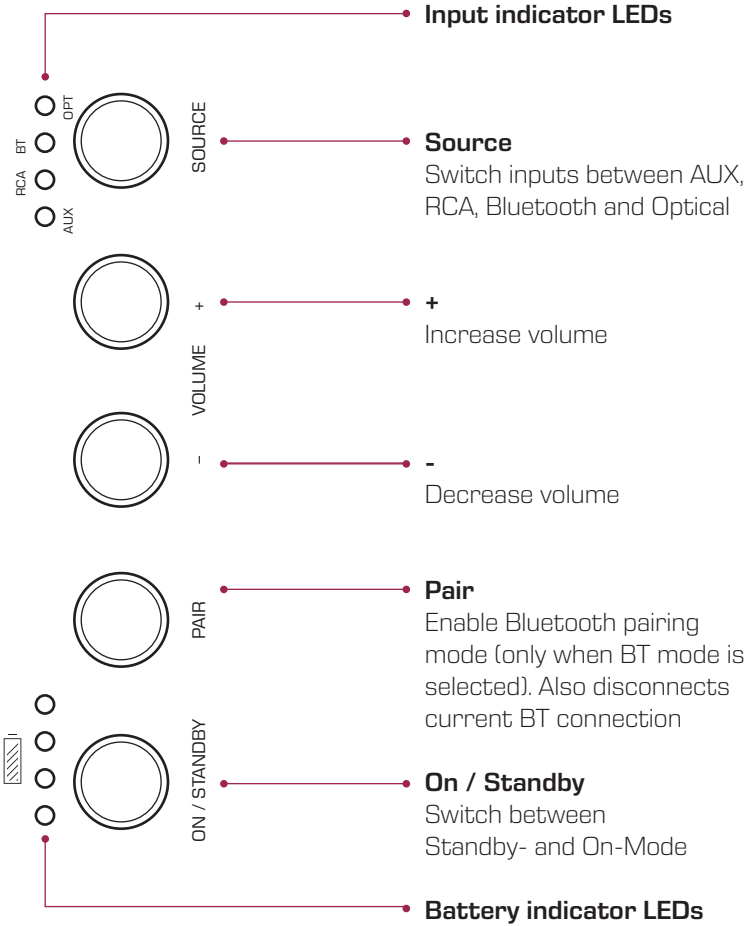 Input indicator LEDs
OPT
BT
RCA
AUX
SOURCE
Source
Switch inputs between AUX,
RCA, Bluetooth and Optical
+
+
Increase volume
VOLUME
-
-
Decrease volume
PAIR
Pair
Enable Bluetooth pairing
mode (only when BT mode is
selected). Also disconnects
current BT connection
ON / STANDBY
On / Standby
Switch between
Standby- and On-Mode
Battery indicator LEDs